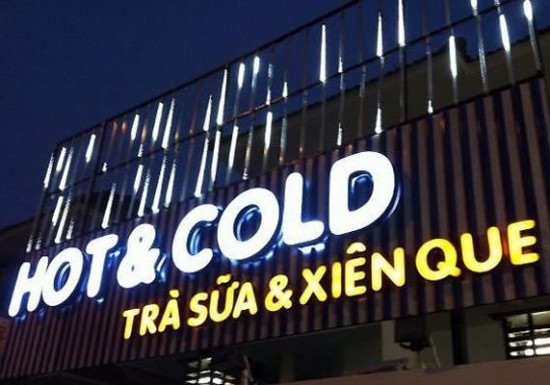 HOT & COLD
TRÀ SỮA & XIÊN QUE